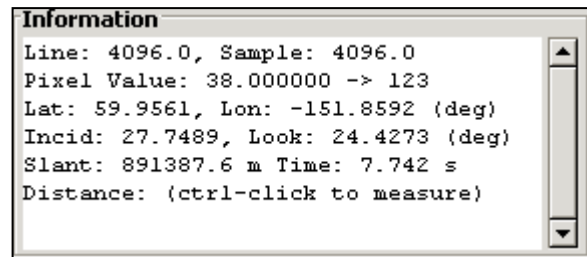 Information
Line: 4096.0, Sample: 4096.0
Pixel Value: 38.000000 -> 123
Lat: 59.9561, Lon: -151.8592 (deg)
Incid: 27.7489, Look: 24.4273 (deg)
Slant: 891387.6 m Time: 7.742 s
Distance: (ctrl-click to measure)